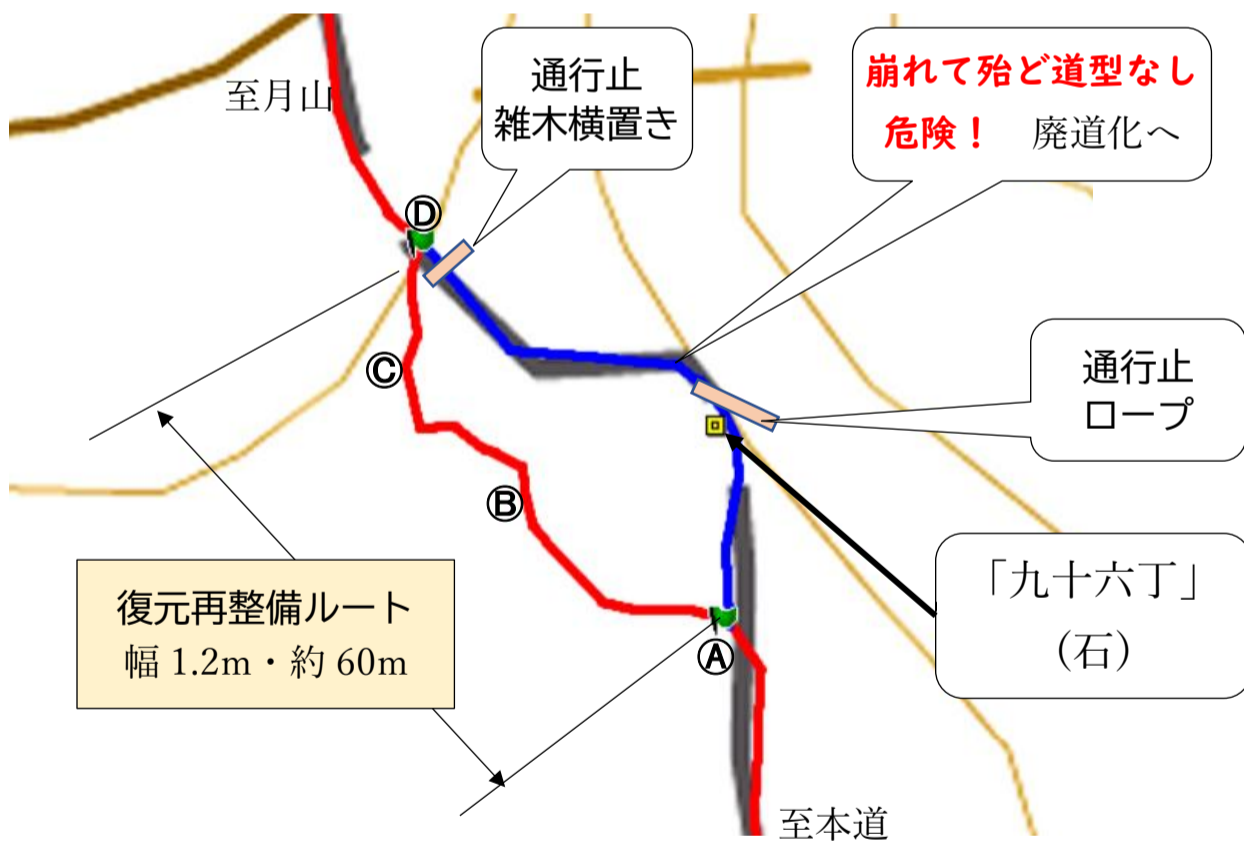 至月山
通行止
雑木横置き
崩れて殆ど道型なし
危険！ 廃道化へ
Ⓓ
通行止
ロープ
Ⓒ
Ⓑ
「九十六丁」
（石）
復元再整備ルート
幅 1.2m・約 60m
Ⓐ
至本道